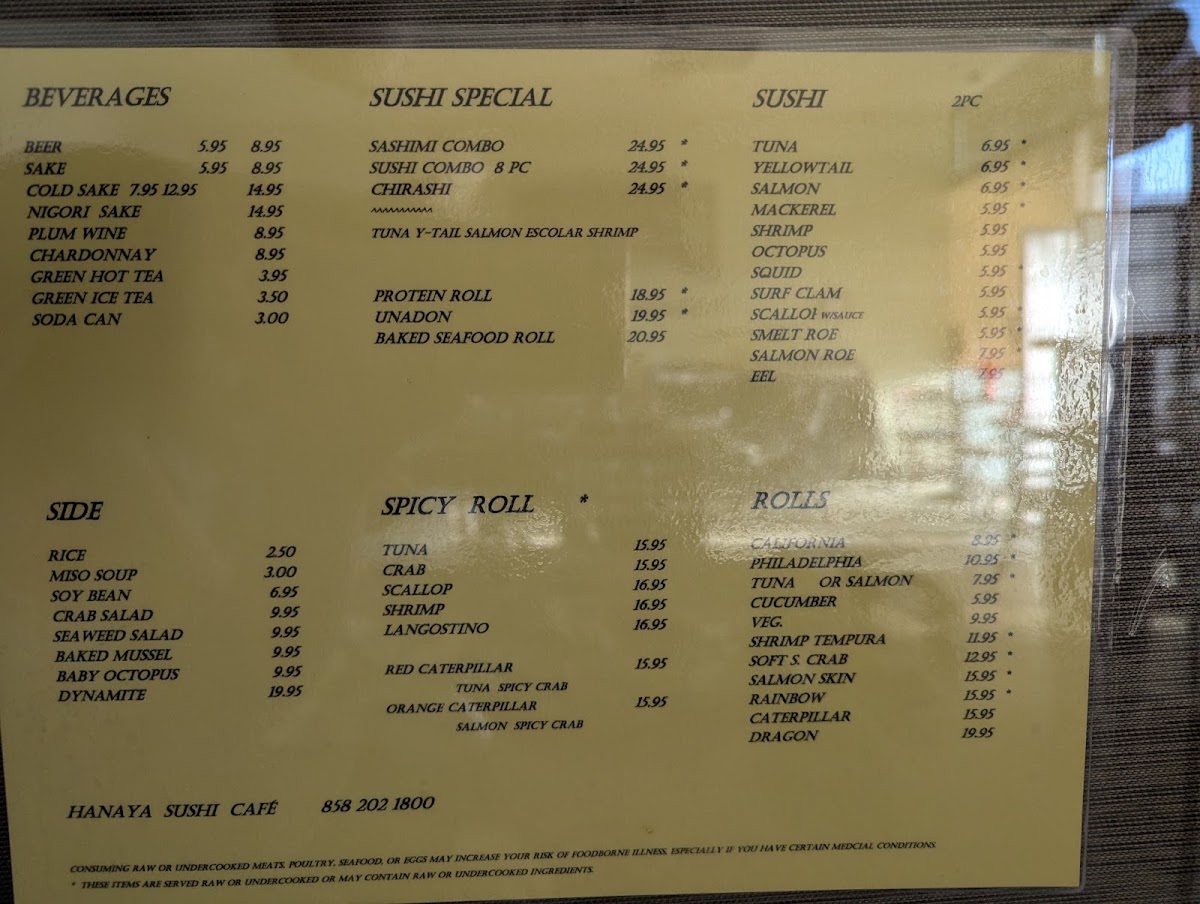 BEVERAGES
BEER 5.95 8.95
SAKE 5.95 8.95
COLD SAKE 7.95 12.95 14.95
NIGORI SAKE 14.95
PLUM WINE 8.95
CHARDONNAY 8.95
GREEN HOT TEA 3.95
GREEN ICE TEA 3.50
SODA CAN 3.00
SUSHI SPECIAL
SASHIMI COMBO 24.95 *
SUSHI COMBO 8 PC 24.95 *
CHIRASHI 24.95 *
^^^^^^^^^^
TUNA Y-TAIL SALMON ESCOLAR SHRIMP
PROTEIN ROLL 18.95 *
UNADON 19.95 *
BAKED SEAFOOD ROLL 20.95
SUSHI 2PC
TUNA 6.95 *
YELLOWTAIL 6.95 *
SALMON 6.95 *
MACKEREL 5.95 *
SHRIMP 5.95
OCTOPUS 5.95
SQUID 5.95 *
SURF CLAM 5.95
SCALLOP W/SAUCE 5.95 *
SMELT ROE 5.95 *
SALMON ROE 7.95 *
EEL 7.95
SIDE
RICE 2.50
MISO SOUP 3.00
SOY BEAN 6.95
CRAB SALAD 9.95
SEAWEED SALAD 9.95
BAKED MUSSEL 9.95
BABY OCTOPUS 9.95
DYNAMITE 19.95
SPICY ROLL *
TUNA 15.95
CRAB 15.95
SCALLOP 16.95
SHRIMP 16.95
LANGOSTINO 16.95
RED CATERPILLAR 15.95
TUNA SPICY CRAB
ORANGE CATERPILLAR 15.95
SALMON SPICY CRAB
ROLLS
CALIFORNIA 8.95 *
PHILADELPHIA 10.95 *
TUNA OR SALMON 7.95 *
CUCUMBER 5.95
VEG. 9.95
SHRIMP TEMPURA 11.95 *
SOFT S. CRAB 12.95 *
SALMON SKIN 15.95 *
RAINBOW 15.95 *
CATERPILLAR 15.95
DRAGON 19.95
HANAYA SUSHI CAFÉ 858 202 1800
CONSUMING RAW OR UNDERCOOKED MEATS, POULTRY, SEAFOOD, OR EGGS MAY INCREASE YOUR RISK OF FOODBORNE ILLNESS, ESPECIALLY IF YOU HAVE CERTAIN MEDCIAL CONDITIONS.
* THESE ITEMS ARE SERVED RAW OR UNDERCOOKED OR MAY CONTAIN RAW OR UNDERCOOKED INGREDIENTS.